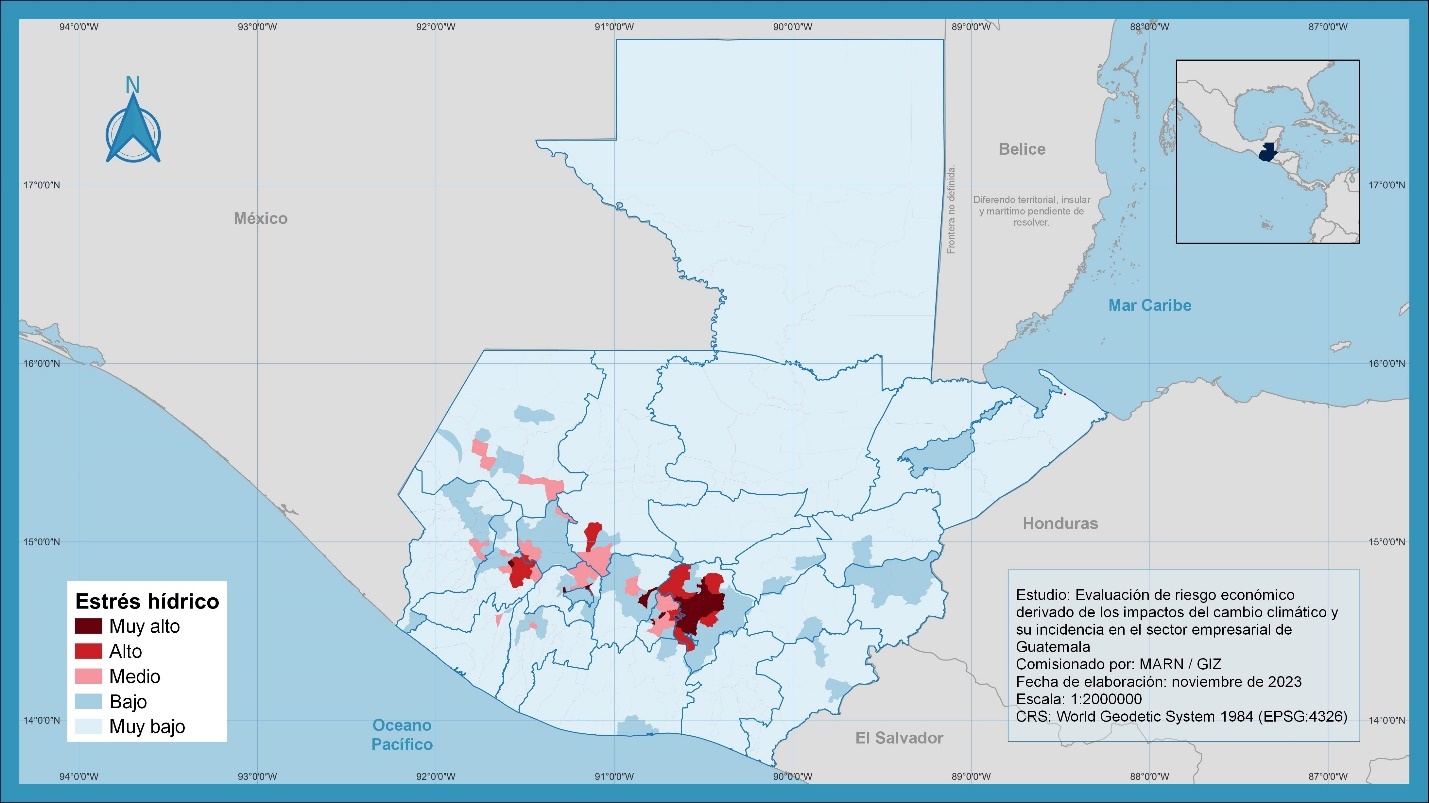 94°0'0"W
93°0'0"W
92°0'0"W
91°0'0"W
90°0'0"W
89°0'0"W
88°0'0"W
87°0'0"W
N
Belice
17°0'0"N
17°0'0"N
Frontera no definida.
Diferendo territorial, insular
y marítimo pendiente de
resolver.
México
Mar Caribe
16°0'0"N
16°0'0"N
Honduras
15°0'0"N
15°0'0"N
Estrés hídrico
Muy alto
Alto
Medio
Bajo
Muy bajo
Estudio: Evaluación de riesgo económico
derivado de los impactos del cambio climático y
su incidencia en el sector empresarial de
Guatemala
Comisionado por: MARN / GIZ
Fecha de elaboración: noviembre de 2023
Escala: 1:2000000
CRS: World Geodetic System 1984 (EPSG:4326)
14°0'0"N
14°0'0"N
Oceano
Pacífico
El Salvador
94°0'0"W
93°0'0"W
92°0'0"W
91°0'0"W
90°0'0"W
89°0'0"W
88°0'0"W
87°0'0"W